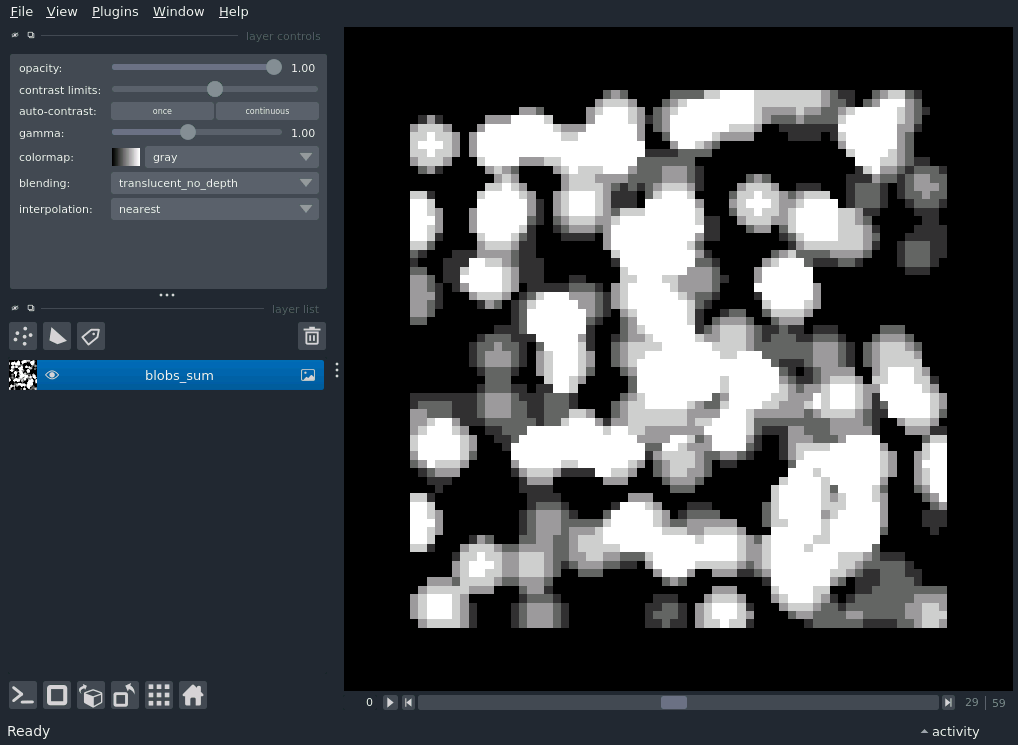 File View Plugins Window Help
layer controls
opacity: 1.00
contrast limits:
auto-contrast: once continuous
gamma: 1.00
colormap: gray
blending: translucent_no_depth
interpolation: nearest
layer list
blobs_sum
0 29 | 59
Ready activity